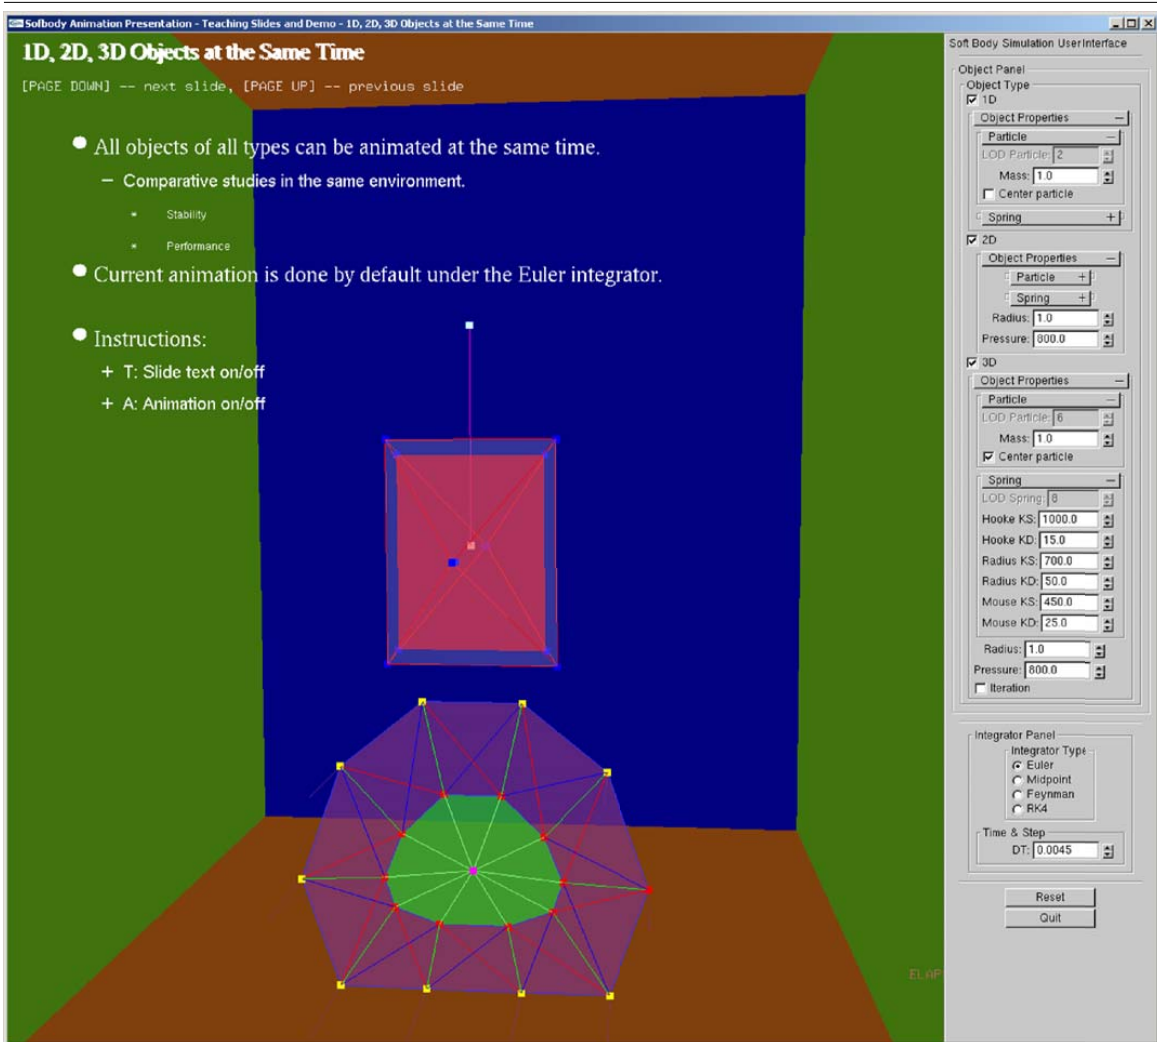 Sofbody Animation Presentation - Teaching Slides and Demo - 1D, 2D, 3D Objects at the Same Time
1D, 2D, 3D Objects at the Same Time
[PAGE DOWN] -- next slide, [PAGE UP] -- previous slide
All objects of all types can be animated at the same time.
– Comparative studies in the same environment.
* Stability
* Performance
Current animation is done by default under the Euler integrator.
Instructions:
+ T: Slide text on/off
+ A: Animation on/off
ELAP
Soft Body Simulation UserInterface
Object Panel
Object Type
1D
Object Properties –
Particle –
LOD Particle: 2
Mass: 1.0
Center particle
Spring +
2D
Object Properties –
Particle +
Spring +
Radius: 1.0
Pressure: 800.0
3D
Object Properties –
Particle –
LOD Particle: 6
Mass: 1.0
Center particle
Spring –
LOD Spring: 8
Hooke KS: 1000.0
Hooke KD: 15.0
Radius KS: 700.0
Radius KD: 50.0
Mouse KS: 450.0
Mouse KD: 25.0
Radius: 1.0
Pressure: 800.0
Iteration
Integrator Panel
Integrator Type
Euler
Midpoint
Feynman
RK4
Time & Step
DT: 0.0045
Reset
Quit